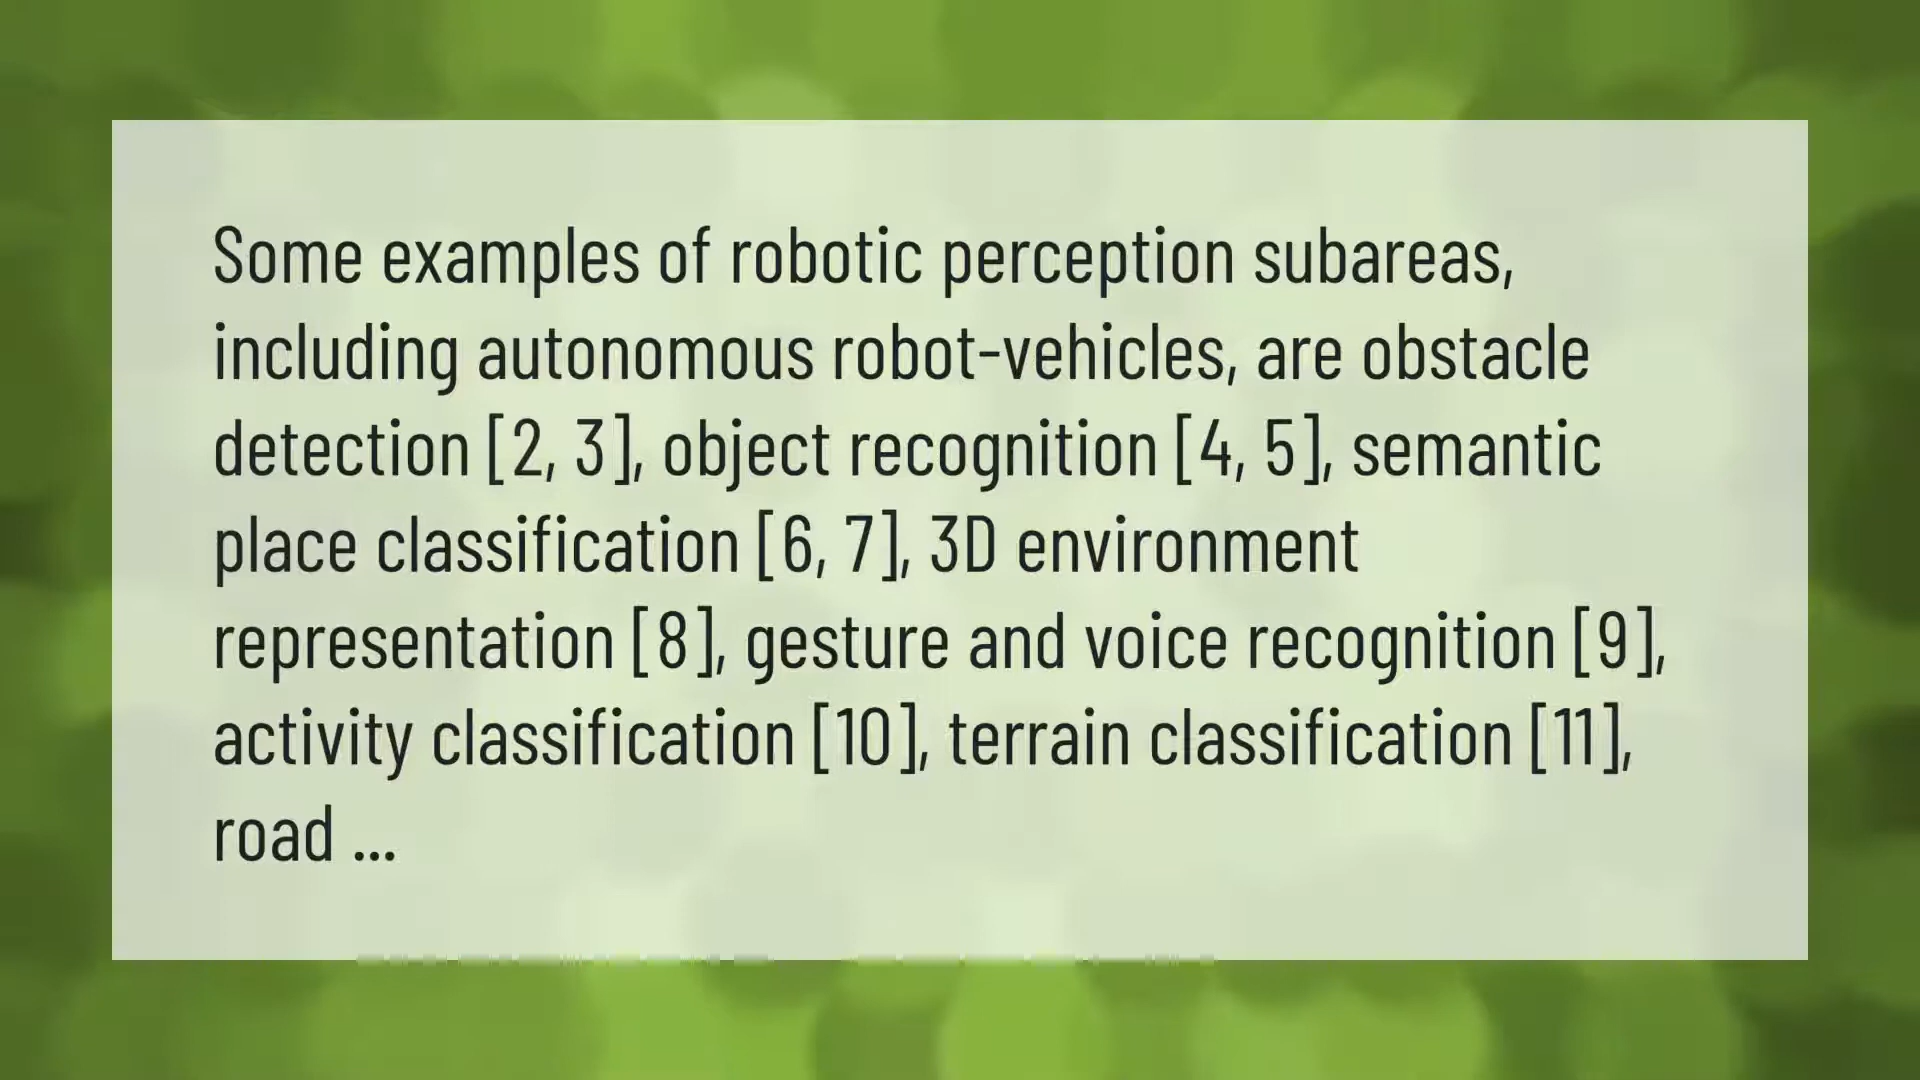 Some examples of robotic perception subareas,
including autonomous robot-vehicles, are obstacle
detection [2, 3], object recognition [4, 5], semantic
place classification [6, 7], 3D environment
representation [8], gesture and voice recognition [9],
activity classification [10], terrain classification [11],
road ...